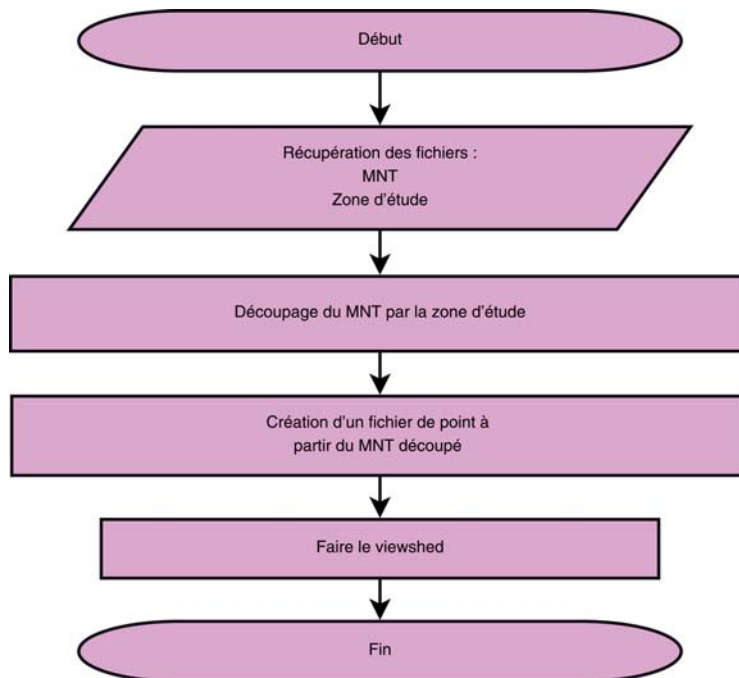 Début
Récupération des fichiers :
MNT
Zone d'étude
Découpage du MNT par la zone d'étude
Création d'un fichier de point à
partir du MNT découpé
Faire le viewshed
Fin